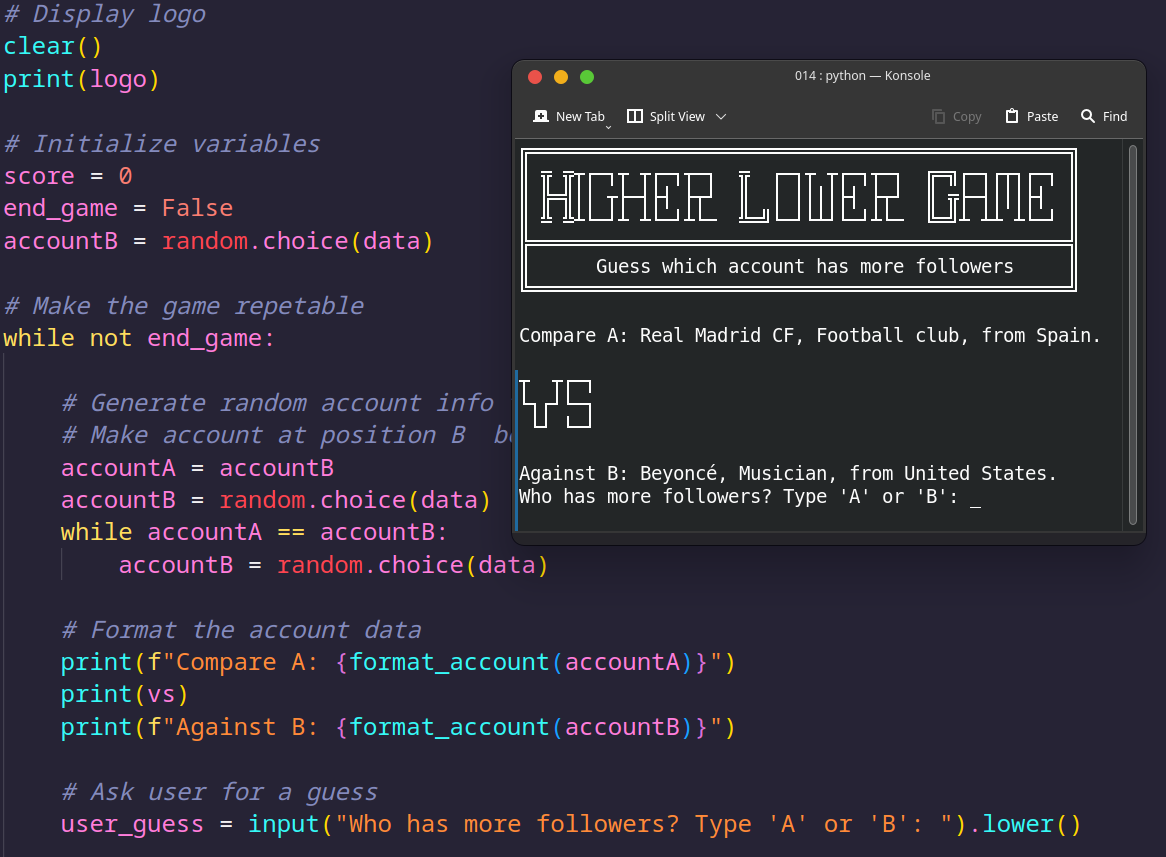 # Display logo
clear()
print(logo)
# Initialize variables
score = 0
end_game = False
accountB = random.choice(data)
# Make the game repetable
while not end_game:
# Generate random account info
# Make account at position B
accountA = accountB
accountB = random.choice(data)
while accountA == accountB:
accountB = random.choice(data)
# Format the account data
print(f"Compare A: {format_account(accountA)}")
print(vs)
print(f"Against B: {format_account(accountB)}")
# Ask user for a guess
user_guess = input("Who has more followers? Type 'A' or 'B': ").lower()
014 : python — Konsole
New Tab
Split View
Copy
Paste
Find
HIGHER LOWER GAME
Guess which account has more followers
Compare A: Real Madrid CF, Football club, from Spain.
VS
Against B: Beyoncé, Musician, from United States.
Who has more followers? Type 'A' or 'B': _